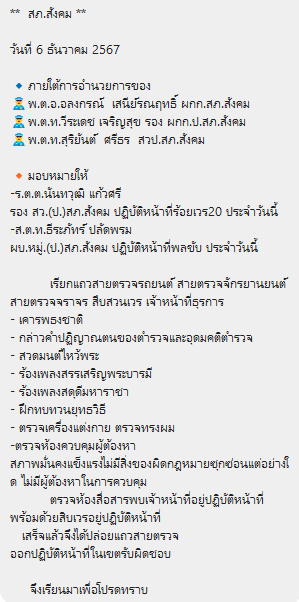 ** สภ.สังคม **
วันที่ 6 ธันวาคม 2567
🔹 ภายใต้การอำนวยการของ
👮 พ.ต.อ.อลงกรณ์ เสนีย์รณฤทธิ์ ผกก.สภ.สังคม
👮 พ.ต.ท.วีระเดช เจริญสุข รอง ผกก.ป.สภ.สังคม
👮 พ.ต.ท.สุริยันต์ ศรีธร สวป.สภ.สังคม
🔸 มอบหมายให้
-ร.ต.ต.นันทวุฒิ แก้วศรี
รอง สว.(ป.)สภ.สังคม ปฏิบัติหน้าที่ร้อยเวร20 ประจำวันนี้
-ส.ต.ท.ธีระภัทร์ ปลัดพรม
ผบ.หมู่.(ป.)สภ.สังคม ปฏิบัติหน้าที่พลขับ ประจำวันนี้
เรียกแถวสายตรวจรถยนต์ สายตรวจจักรยานยนต์
สายตรวจจราจร สืบสวนเวร เจ้าหน้าที่ธุรการ
- เคารพธงชาติ
- กล่าวคำปฏิญาณตนของตำรวจและอุดมคติตำรวจ
- สวดมนต์ไหว้พระ
- ร้องเพลงสรรเสริญพระบารมี
- ร้องเพลงสดุดีมหาราชา
- ฝึกทบทวนยุทธวิธี
- ตรวจเครื่องแต่งกาย ตรวจทรงผม
-ตรวจห้องควบคุมผู้ต้องหา
สภาพมั่นคงแข็งแรงไม่มีสิ่งของผิดกฎหมายซุกซ่อนแต่อย่างใ
ด ไม่มีผู้ต้องหาในการควบคุม
ตรวจห้องสื่อสารพบเจ้าหน้าที่อยู่ปฏิบัติหน้าที่
พร้อมด้วยสิบเวรอยู่ปฏิบัติหน้าที่
เสร็จแล้วจึงได้ปล่อยแถวสายตรวจ
ออกปฏิบัติหน้าที่ในเขตรับผิดชอบ
จึงเรียนมาเพื่อโปรดทราบ